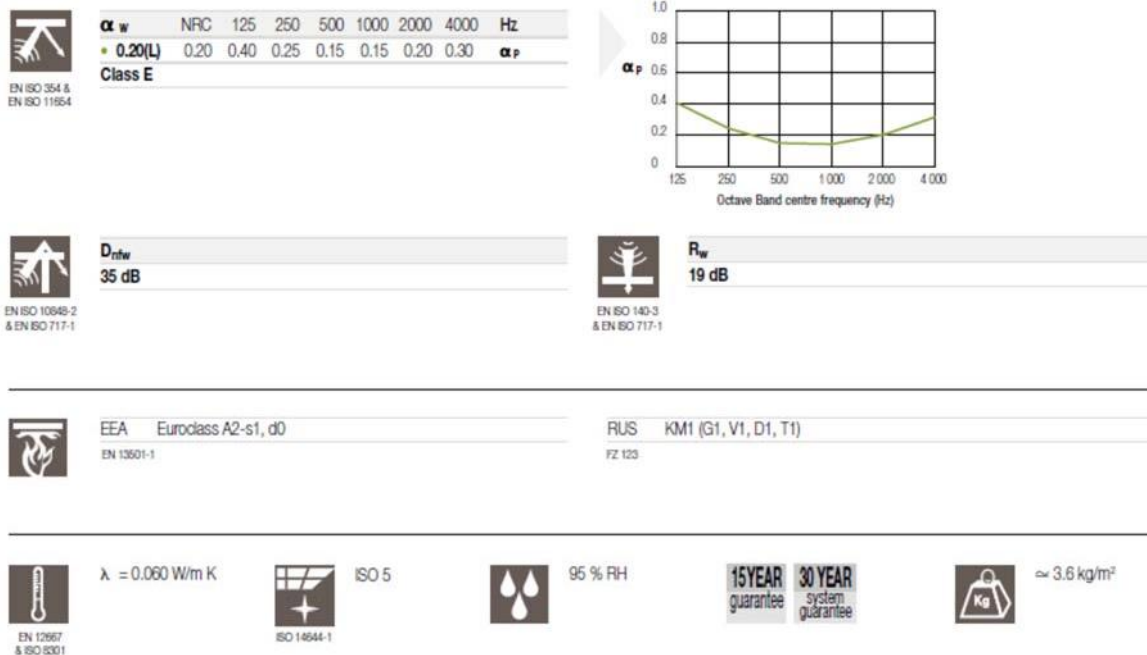 α w NRC 125 250 500 1000 2000 4000 Hz
• 0.20(L) 0.20 0.40 0.25 0.15 0.15 0.20 0.30 α p
Class E
EN ISO 354 &
EN ISO 11654
1.0
0.8
α p 0.6
0.4
0.2
0
125 250 500 1 000 2 000 4 000
Octave Band centre frequency (Hz)
Dnfw
35 dB
EN ISO 10848-2
& EN ISO 717-1
Rw
19 dB
EN ISO 140-3
& EN ISO 717-1
EEA Euroclass A2-s1, d0
EN 13501-1
RUS KM1 (G1, V1, D1, T1)
FZ 123
λ = 0.060 W/m K
EN 12667
& ISO 8301
ISO 5
ISO 14644-1
95 % RH
15 YEAR
guarantee
30 YEAR
system
guarantee
Kg
≃ 3.6 kg/m²